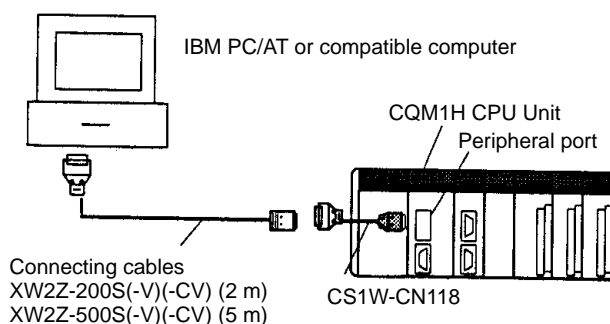 IBM PC/AT or compatible computer
CQM1H CPU Unit
Peripheral port
Connecting cables
XW2Z-200S(-V)(-CV) (2 m)
XW2Z-500S(-V)(-CV) (5 m)
CS1W-CN118